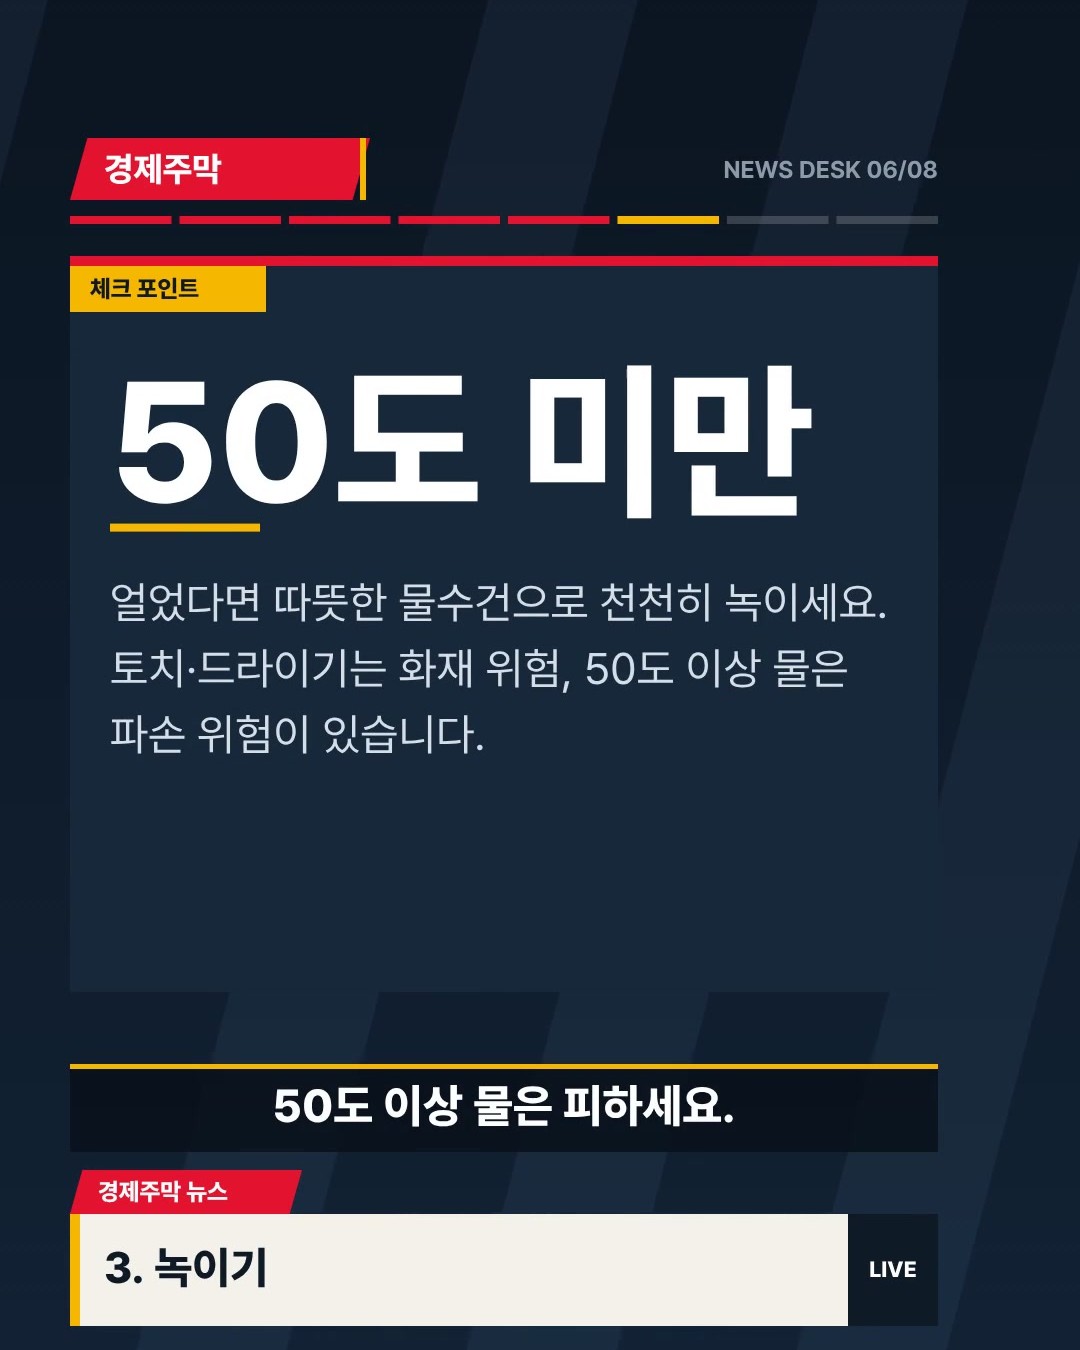 경제주막
NEWS DESK 06/08
체크 포인트
50도 미만
얼었다면 따뜻한 물수건으로 천천히 녹이세요.
토치·드라이기는 화재 위험, 50도 이상 물은
파손 위험이 있습니다.
50도 이상 물은 피하세요.
경제주막 뉴스
3. 녹이기
LIVE